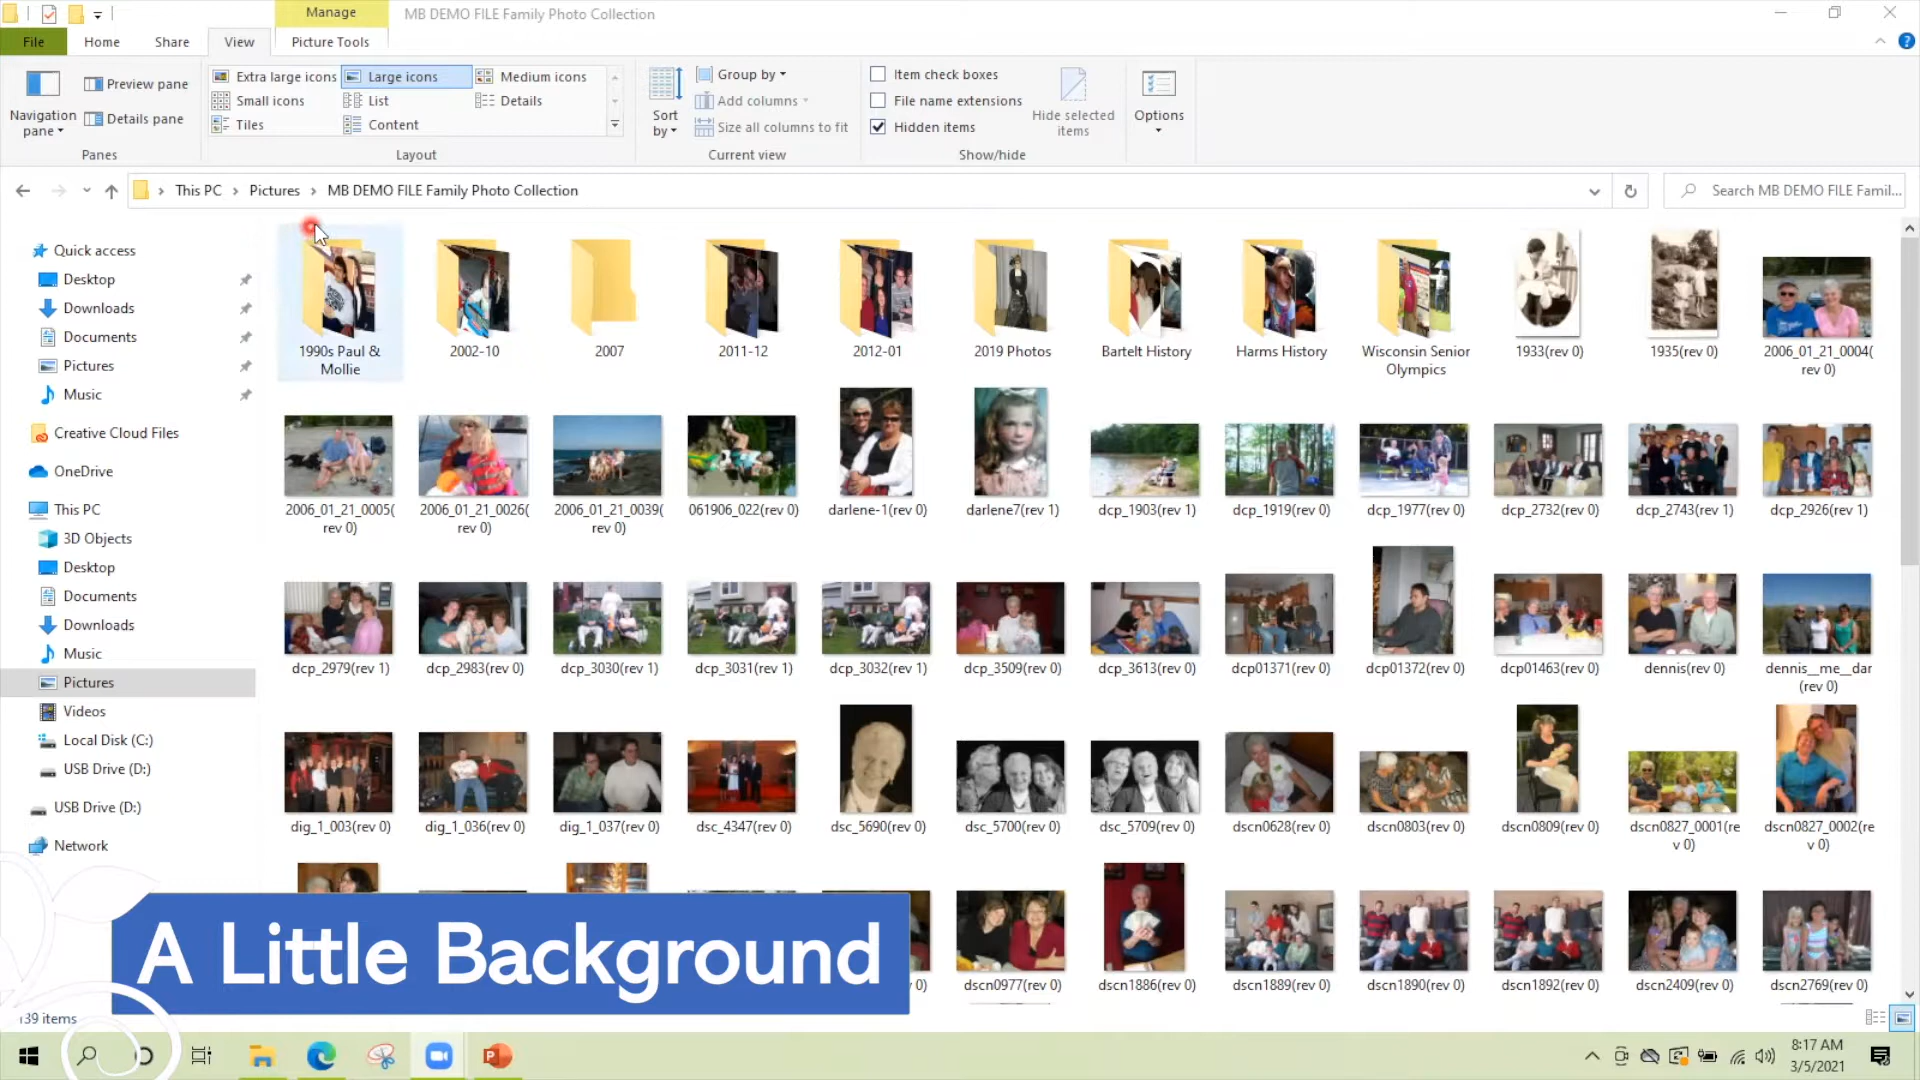 Manage
MB DEMO FILE Family Photo Collection
File
Home
Share
View
Picture Tools
Navigation
pane
Preview pane
Details pane
Panes
Extra large icons
Large icons
Medium icons
Small icons
List
Details
Tiles
Content
Layout
Sort
by
Group by
Add columns
Size all columns to fit
Current view
Item check boxes
File name extensions
Hidden items
Hide selected
items
Show/hide
Options
This PC > Pictures > MB DEMO FILE Family Photo Collection
Search MB DEMO FILE Famil...
Quick access
Desktop
Downloads
Documents
Pictures
Music
Creative Cloud Files
OneDrive
This PC
3D Objects
Desktop
Documents
Downloads
Music
Pictures
Videos
Local Disk (C:)
USB Drive (D:)
USB Drive (D:)
Network
1990s Paul &
Mollie
2002-10
2007
2011-12
2012-01
2019 Photos
Bartelt History
Harms History
Wisconsin Senior
Olympics
1933(rev 0)
1935(rev 0)
2006_01_21_0004(
rev 0)
2006_01_21_0005(
rev 0)
2006_01_21_0026(
rev 0)
2006_01_21_0039(
rev 0)
061906_022(rev 0)
darlene-1(rev 0)
darlene7(rev 1)
dcp_1903(rev 1)
dcp_1919(rev 0)
dcp_1977(rev 0)
dcp_2732(rev 0)
dcp_2743(rev 1)
dcp_2926(rev 1)
dcp_2979(rev 1)
dcp_2983(rev 0)
dcp_3030(rev 1)
dcp_3031(rev 1)
dcp_3032(rev 1)
dcp_3509(rev 0)
dcp_3613(rev 0)
dcp01371(rev 0)
dcp01372(rev 0)
dcp01463(rev 0)
dennis(rev 0)
dennis__me__dar
(rev 0)
dig_1_003(rev 0)
dig_1_036(rev 0)
dig_1_037(rev 0)
dsc_4347(rev 0)
dsc_5690(rev 0)
dsc_5700(rev 0)
dsc_5709(rev 0)
dscn0628(rev 0)
dscn0803(rev 0)
dscn0809(rev 0)
dscn0827_0001(re
v 0)
dscn0827_0002(re
v 0)
0)
dscn0977(rev 0)
dscn1886(rev 0)
dscn1889(rev 0)
dscn1890(rev 0)
dscn1892(rev 0)
dscn2409(rev 0)
dscn2769(rev 0)
A Little Background
139 items
8:17 AM
3/5/2021